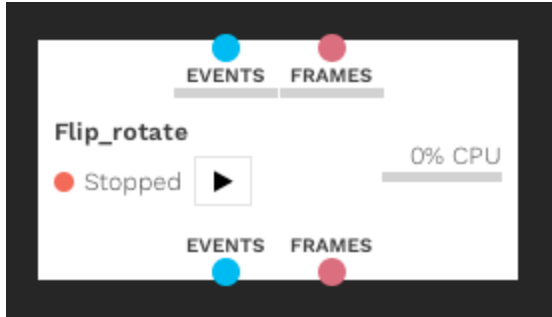 EVENTS FRAMES
Flip_rotate
0% CPU
Stopped
EVENTS FRAMES